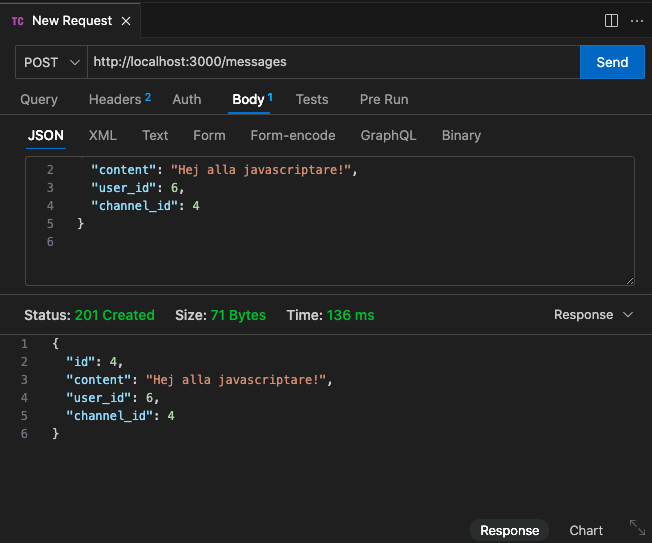 TC New Request
POST http://localhost:3000/messages Send
Query Headers 2 Auth Body 1 Tests Pre Run
JSON XML Text Form Form-encode GraphQL Binary
2 "content": "Hej alla javascriptare!",
3 "user_id": 6,
4 "channel_id": 4
5 }
6
Status: 201 Created Size: 71 Bytes Time: 136 ms Response
1 {
2 "id": 4,
3 "content": "Hej alla javascriptare!",
4 "user_id": 6,
5 "channel_id": 4
6 }
Response Chart